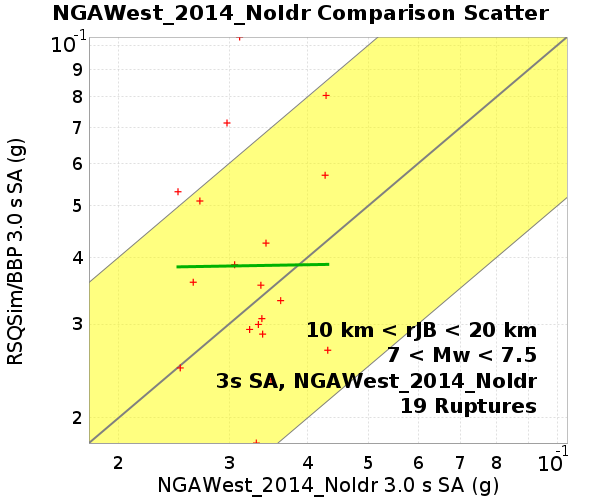 NGAWest_2014_NoIdr Comparison Scatter
10^-1
9
8
7
6
5
4
3
2
RSQSim/BBP 3.0 s SA (g)
10 km < rJB < 20 km
7 < Mw < 7.5
3s SA, NGAWest_2014_NoIdr
19 Ruptures
2 3 4 5 6 7 8 10^-1
NGAWest_2014_NoIdr 3.0 s SA (g)